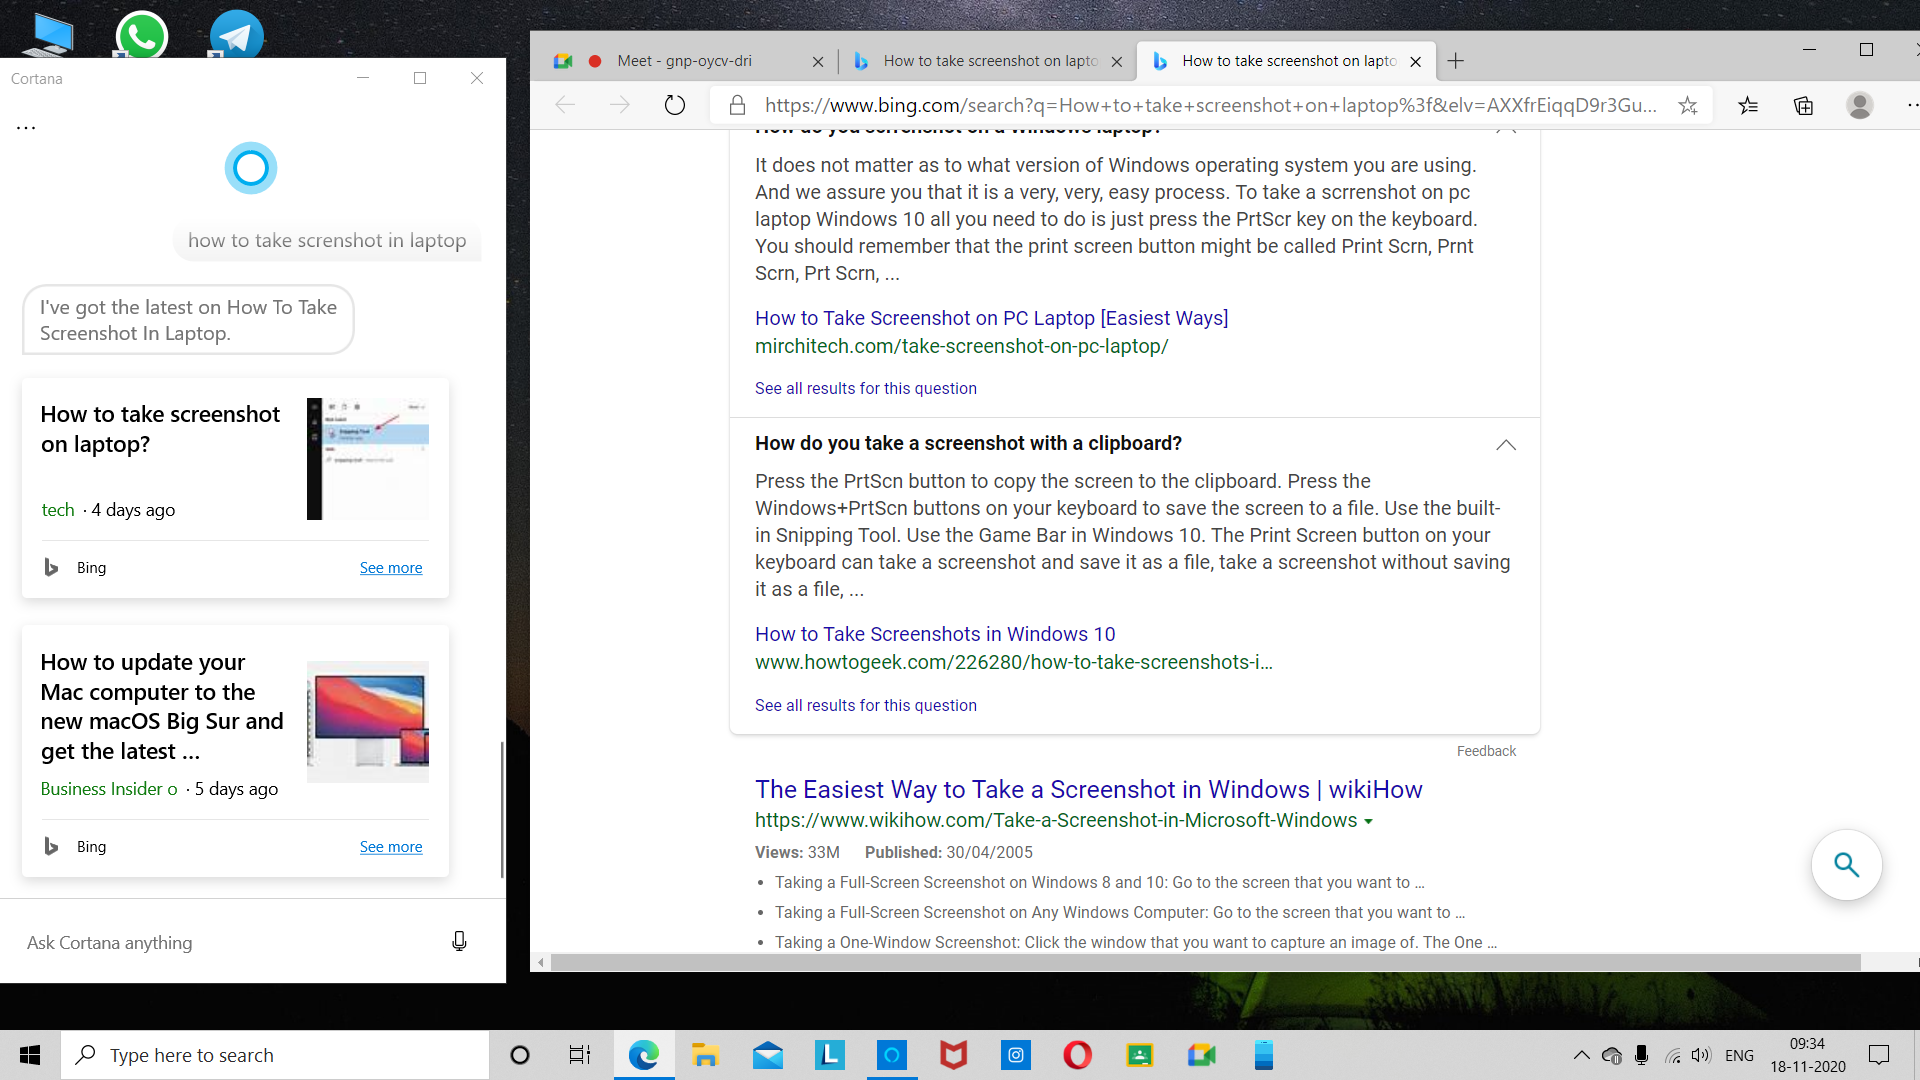 Cortana
...
how to take screnshot in laptop
I've got the latest on How To Take
Screenshot In Laptop.
How to take screenshot
on laptop?
tech · 4 days ago
Bing
See more
How to update your
Mac computer to the
new macOS Big Sur and
get the latest ...
Business Insider o · 5 days ago
Bing
See more
Ask Cortana anything
Meet - gnp-oycv-dri
How to take screenshot on lapto
How to take screenshot on lapto
https://www.bing.com/search?q=How+to+take+screenshot+on+laptop%3f&elv=AXXfrEiqqD9r3Gu...
How do you scrrenshot on a windows laptop?
It does not matter as to what version of Windows operating system you are using.
And we assure you that it is a very, very, easy process. To take a scrrenshot on pc
laptop Windows 10 all you need to do is just press the PrtScr key on the keyboard.
You should remember that the print screen button might be called Print Scrn, Prnt
Scrn, Prt Scrn, ...
How to Take Screenshot on PC Laptop [Easiest Ways]
mirchitech.com/take-screenshot-on-pc-laptop/
See all results for this question
How do you take a screenshot with a clipboard?
Press the PrtScn button to copy the screen to the clipboard. Press the
Windows+PrtScn buttons on your keyboard to save the screen to a file. Use the built-
in Snipping Tool. Use the Game Bar in Windows 10. The Print Screen button on your
keyboard can take a screenshot and save it as a file, take a screenshot without saving
it as a file, ...
How to Take Screenshots in Windows 10
www.howtogeek.com/226280/how-to-take-screenshots-i...
See all results for this question
Feedback
The Easiest Way to Take a Screenshot in Windows | wikiHow
https://www.wikihow.com/Take-a-Screenshot-in-Microsoft-Windows
Views: 33M Published: 30/04/2005
• Taking a Full-Screen Screenshot on Windows 8 and 10: Go to the screen that you want to ...
• Taking a Full-Screen Screenshot on Any Windows Computer: Go to the screen that you want to ...
• Taking a One-Window Screenshot: Click the window that you want to capture an image of. The One ...
Type here to search
L
ENG
09:34
18-11-2020